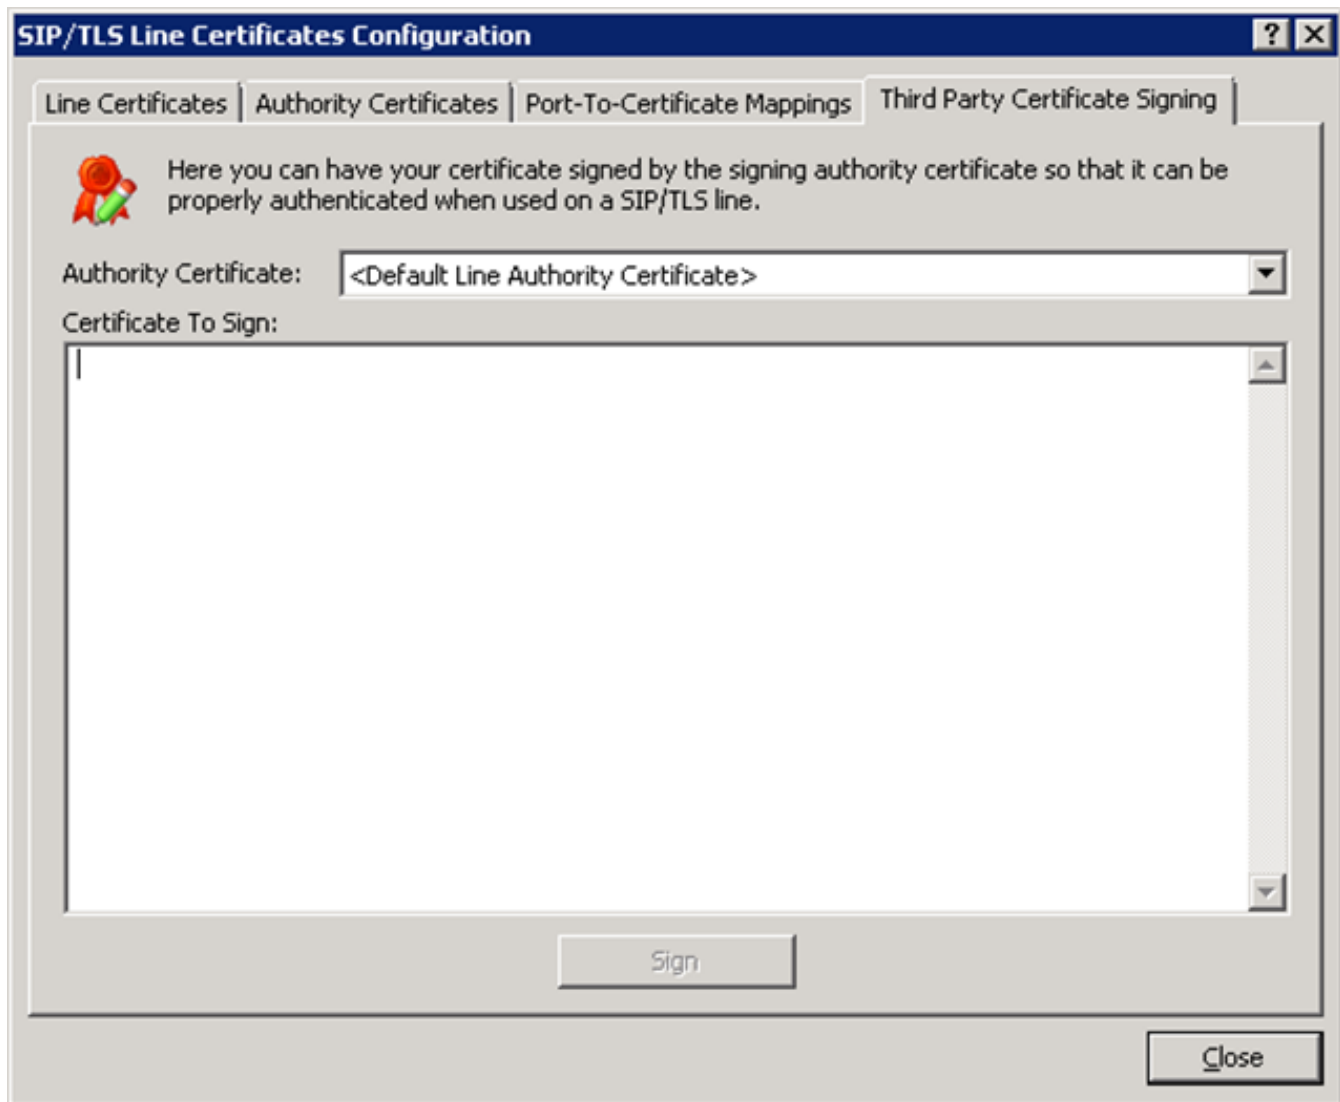 SIP/TLS Line Certificates Configuration
Line Certificates
Authority Certificates
Port-To-Certificate Mappings
Third Party Certificate Signing
Here you can have your certificate signed by the signing authority certificate so that it can be
properly authenticated when used on a SIP/TLS line.
Authority Certificate:
<Default Line Authority Certificate>
Certificate To Sign:
Sign
Close